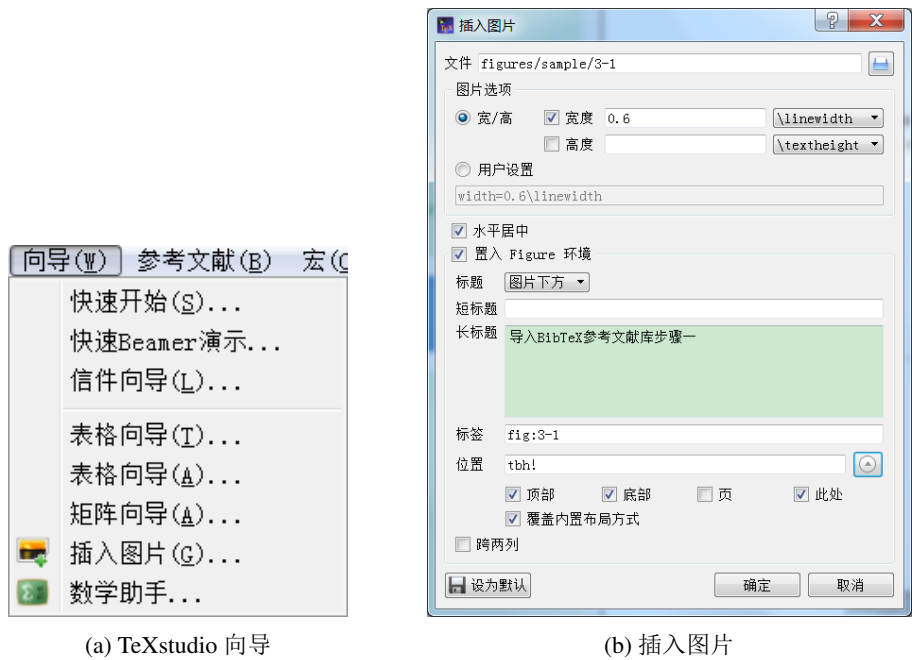 向导(W) 参考文献(B) 宏(
快速开始(S)...
快速Beamer演示...
信件向导(L)...
表格向导(T)...
表格向导(A)...
矩阵向导(A)...
插入图片(G)...
数学助手...
(a) TeXstudio 向导
插入图片
文件 figures/sample/3-1
图片选项
宽/高 宽度 0.6 \linewidth
高度 \textheight
用户设置
width=0.6\linewidth
水平居中
置入 Figure 环境
标题 图片下方
短标题
长标题 导入BibTeX参考文献库步骤一
标签 fig:3-1
位置 tbh!
顶部 底部 页 此处
覆盖内置布局方式
跨两列
设为默认 确定 取消
(b) 插入图片